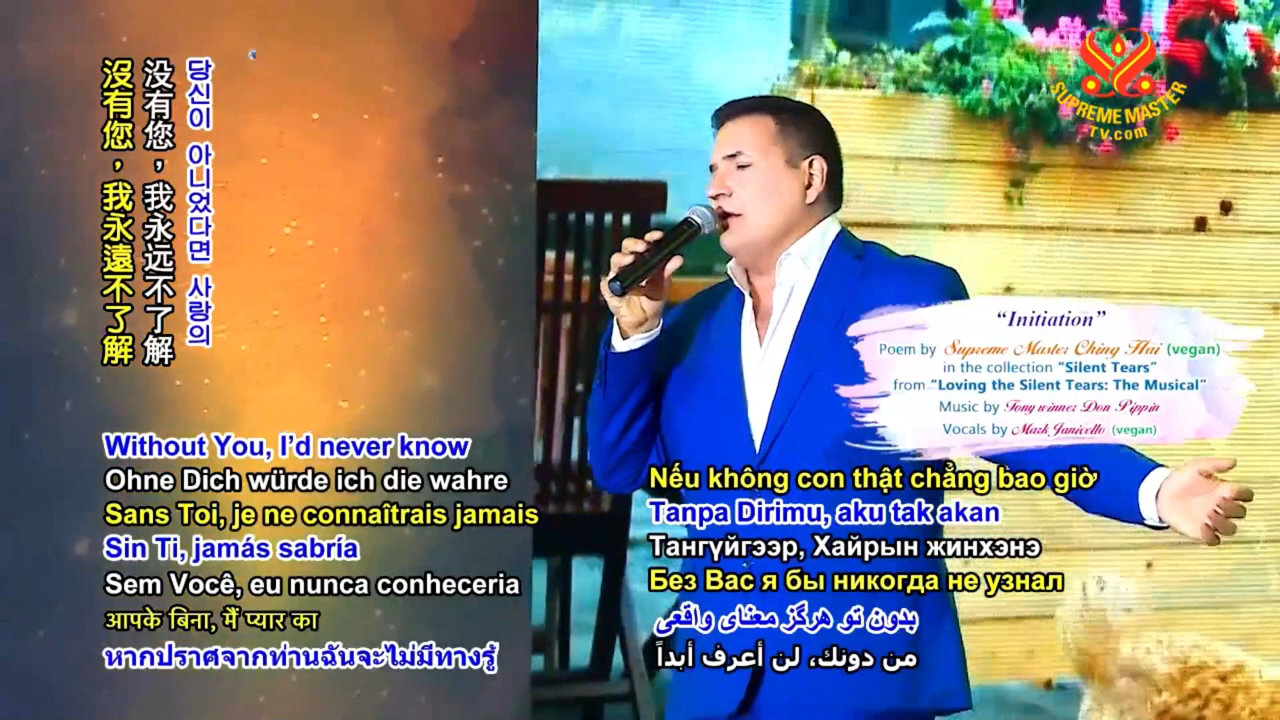 당신이 아니었다면 사랑의
没有您，我永远不了解
沒有您，我永遠不了解
SUPREME MASTER
TV.com
“Initiation”
Poem by Supreme Master Ching Hai (vegan)
in the collection “Silent Tears”
from “Loving the Silent Tears: The Musical”
Music by Tony winner Don Pippin
Vocals by Mark Janicello (vegan)
Without You, I’d never know
Ohne Dich würde ich die wahre
Sans Toi, je ne connaîtrais jamais
Sin Ti, jamás sabría
Sem Você, eu nunca conheceria
आपके बिना, मैं प्यार का
หากปราศจากท่านฉันจะไม่มีทางรู้
Nếu không con thật chẳng bao giờ
Tanpa Dirimu, aku tak akan
Тангүйгээр, Хайрын жинхэнэ
Без Вас я бы никогда не узнал
بدون تو هرگز معنای واقعی
من دونك، لن أعرف أبداً